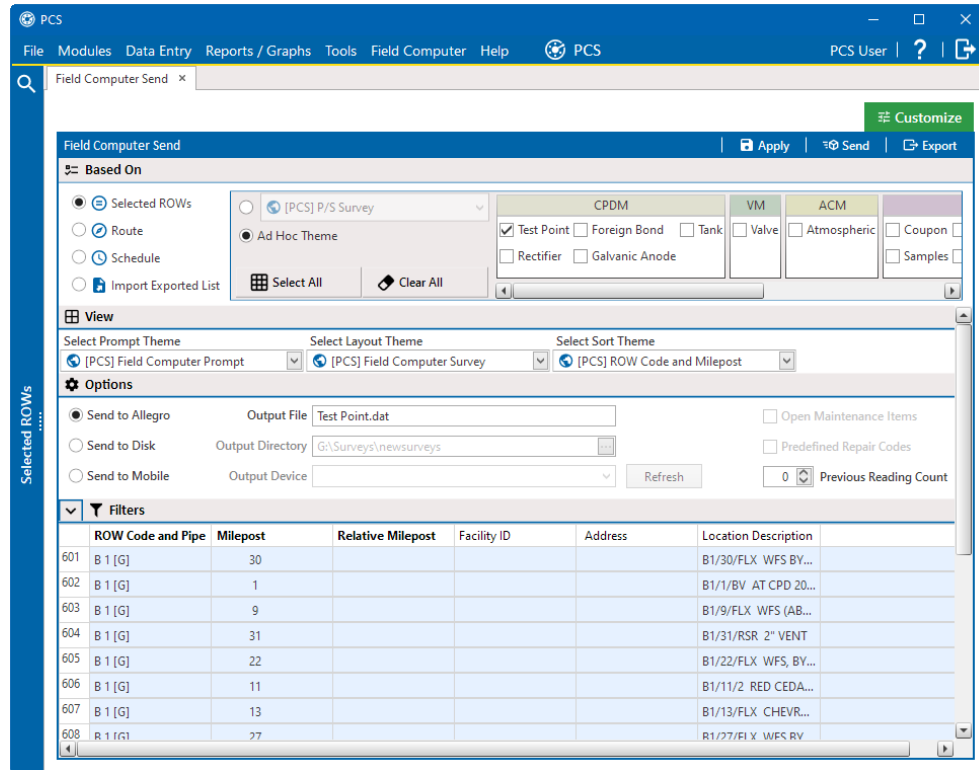 PCS
File Modules Data Entry Reports / Graphs Tools Field Computer Help PCS PCS User ?
Field Computer Send ×
Customize
Field Computer Send Apply Send Export
Based On
Selected ROWs
Route
Schedule
Import Exported List
[PCS] P/S Survey
Ad Hoc Theme
Select All Clear All
CPDM VM ACM
Test Point Foreign Bond Tank Valve Atmospheric Coupon
Rectifier Galvanic Anode Samples
View
Select Prompt Theme Select Layout Theme Select Sort Theme
[PCS] Field Computer Prompt [PCS] Field Computer Survey [PCS] ROW Code and Milepost
Options
Send to Allegro Output File Test Point.dat Open Maintenance Items
Send to Disk Output Directory G:\Surveys\newsurveys ... Predefined Repair Codes
Send to Mobile Output Device Refresh 0 Previous Reading Count
Selected ROWs
Filters
ROW Code and Pipe Milepost Relative Milepost Facility ID Address Location Description
601 B 1 [G] 30 B1/30/FLX WFS BY...
602 B 1 [G] 1 B1/1/BV AT CPD 20...
603 B 1 [G] 9 B1/9/FLX WFS (AB...
604 B 1 [G] 31 B1/31/RSR 2" VENT
605 B 1 [G] 22 B1/22/FLX WFS, BY...
606 B 1 [G] 11 B1/11/2 RED CEDA...
607 B 1 [G] 13 B1/13/FLX CHEVR...
608 B 1 [G] 27 B1/27/FLX WFS BY